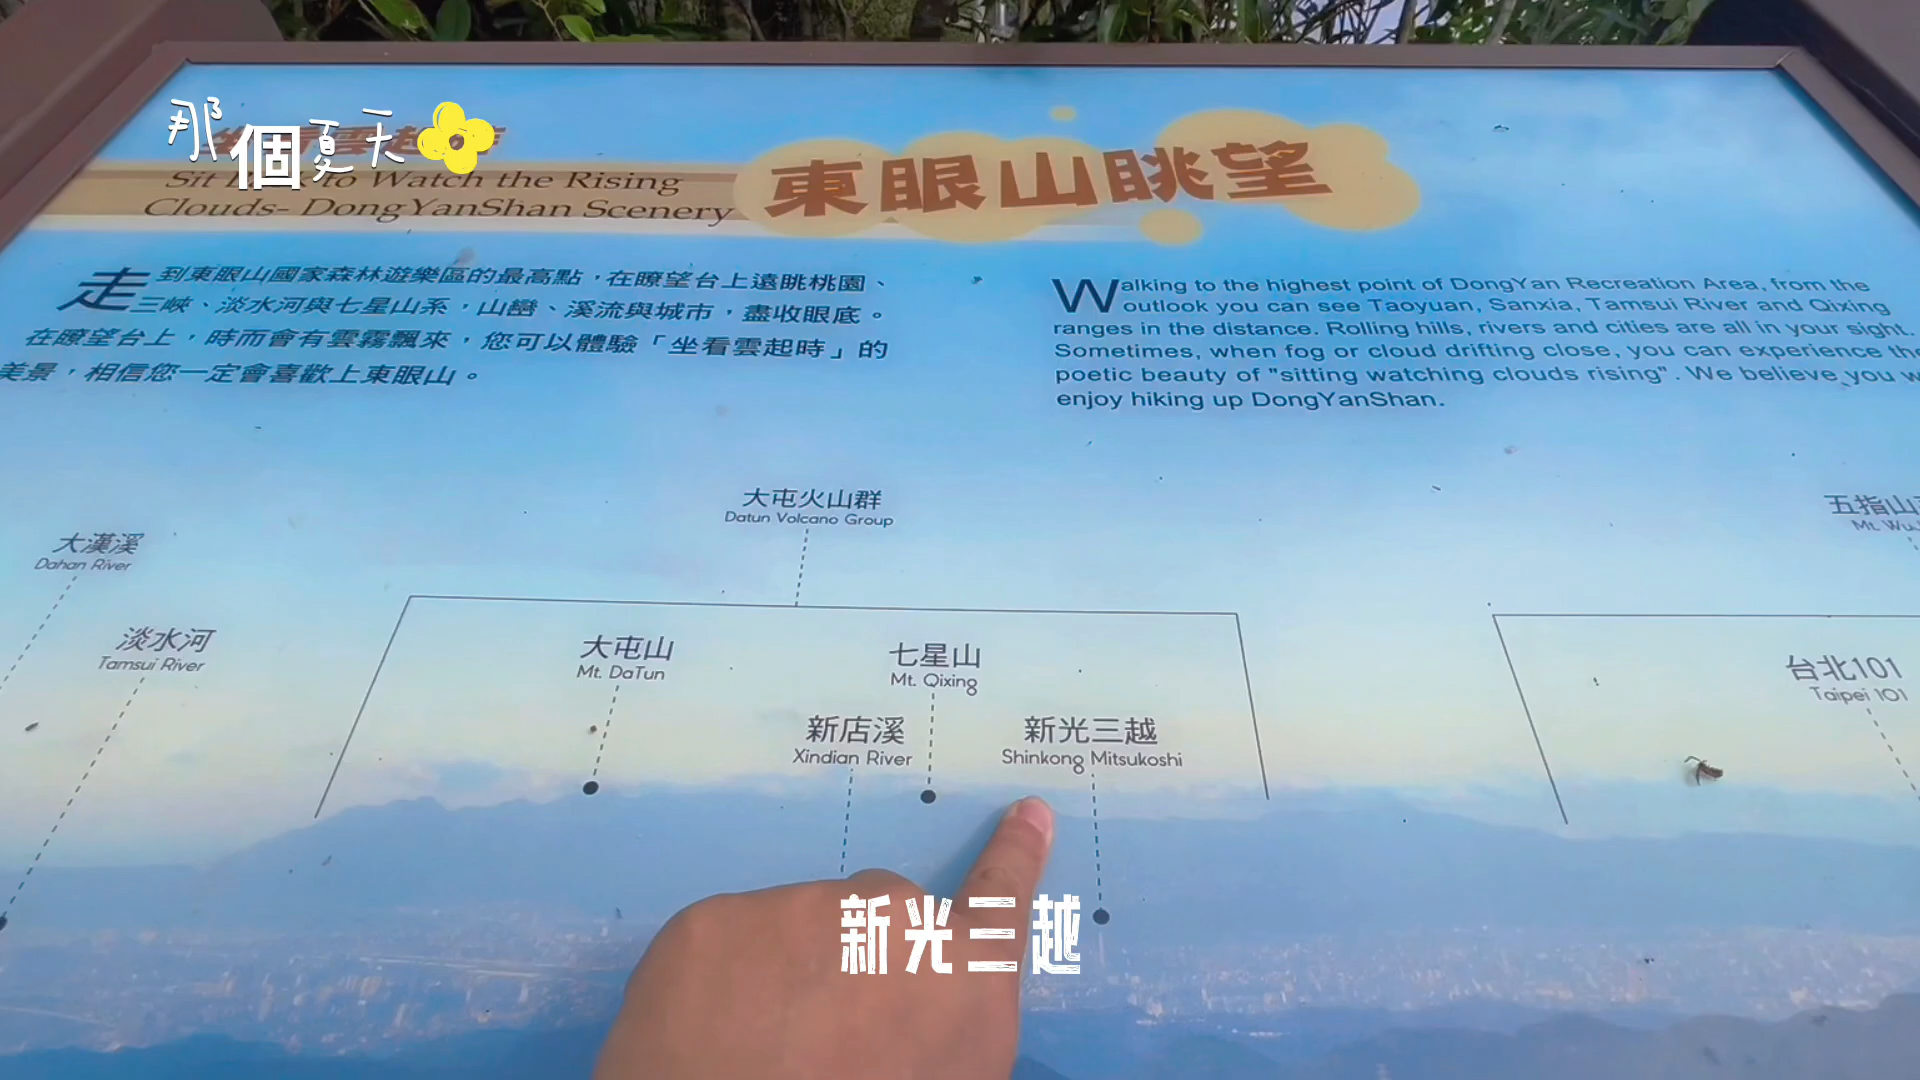 那個夏天
Sit to Watch the Rising
Clouds- DongYanShan Scenery
東眼山眺望
走到東眼山國家森林遊樂區的最高點，在瞭望台上遠眺桃園、
三峽、淡水河與七星山系，山巒、溪流與城市，盡收眼底。
在瞭望台上，時而會有雲霧飄來，您可以體驗「坐看雲起時」的
美景，相信您一定會喜歡上東眼山。
Walking to the highest point of DongYan Recreation Area, from the
outlook you can see Taoyuan, Sanxia, Tamsui River and Qixing
ranges in the distance. Rolling hills, rivers and cities are all in your sight.
Sometimes, when fog or cloud drifting close, you can experience the
poetic beauty of "sitting watching clouds rising". We believe you
enjoy hiking up DongYanShan.
大屯火山群
Datun Volcano Group
五指山
Mt. Wu
大漢溪
Dahan River
淡水河
Tamsui River
大屯山
Mt. DaTun
七星山
Mt. Qixing
台北101
Taipei 101
新店溪
Xindian River
新光三越
Shinkong Mitsukoshi
新光三越